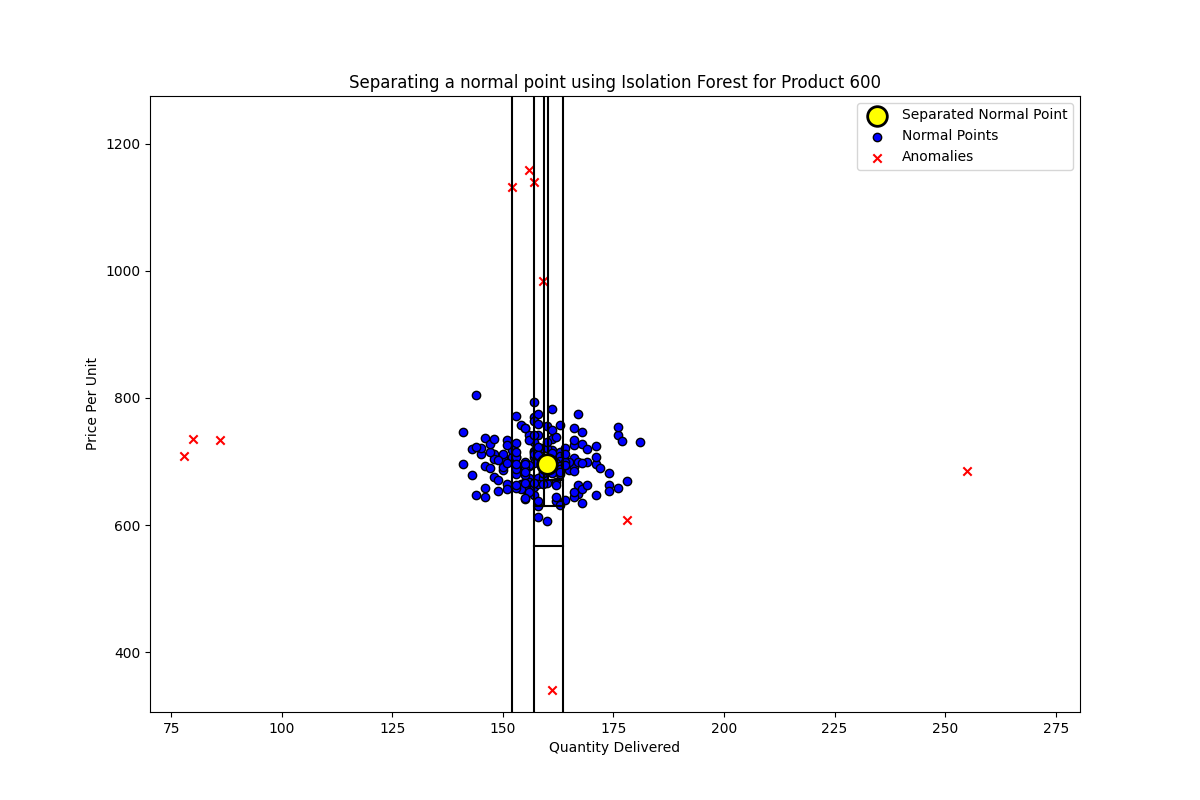 Separating a normal point using Isolation Forest for Product 600
Separated Normal Point
Normal Points
Anomalies
Price Per Unit
1200
1000
800
600
400
75 100 125 150 175 200 225 250 275
Quantity Delivered